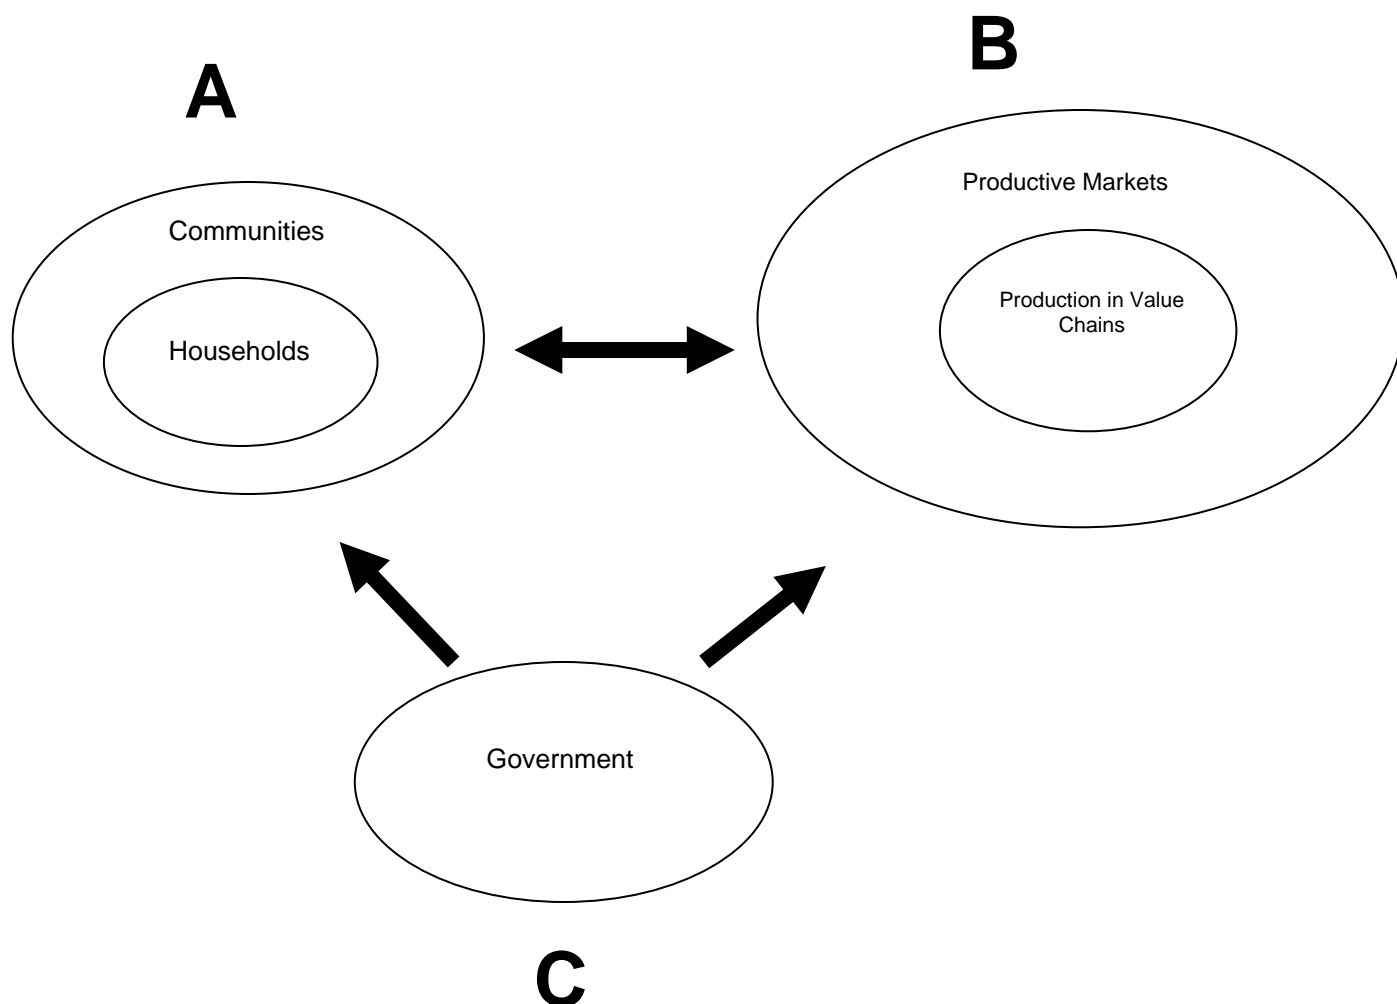 B
A
Productive Markets
Communities
Production in Value
Chains
Households
Government
C